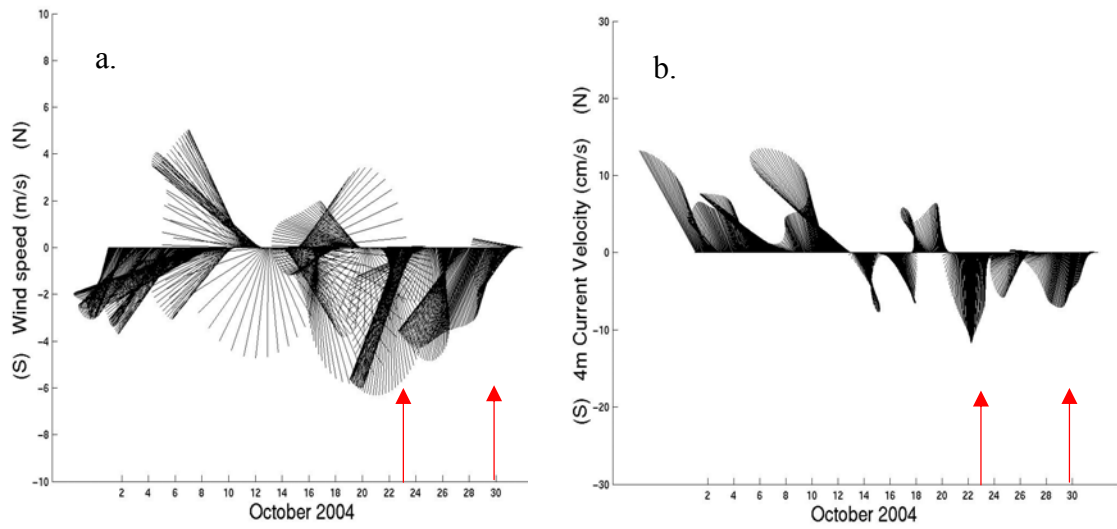 a.
(S) Wind speed (m/s) (N)
10
8
6
4
2
0
−2
−4
−6
−8
−10
2 4 6 8 10 12 14 16 18 20 22 24 26 28 30
October 2004
b.
(S) 4m Current Velocity (cm/s) (N)
30
20
10
0
−10
−20
−30
2 4 6 8 10 12 14 16 18 20 22 24 26 28 30
October 2004